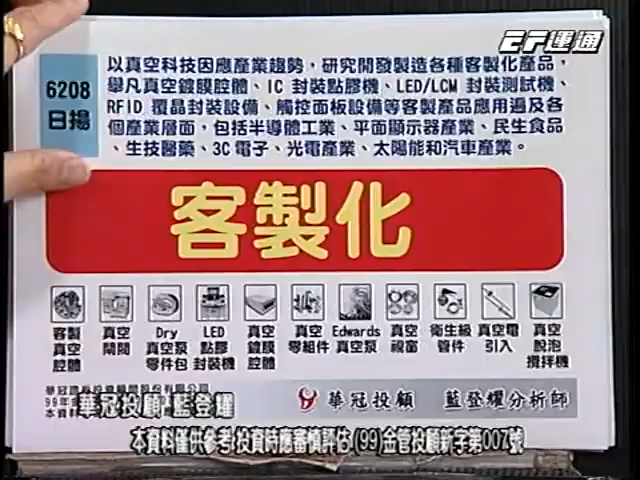 EF運通
6208
日揚
以真空科技因應產業趨勢，研究開發製造各種客製化產品，
舉凡真空鍍膜腔體、IC 封裝點膠機、LED/LCM 封裝測試機、
RFID 覆晶封裝設備、觸控面板設備等客製產品應用遍及各
個產業層面，包括半導體工業、平面顯示器產業、民生食品
、生技醫藥、3C 電子、光電產業、太陽能和汽車產業。
客製化
客製
真空
腔體
真空
閥閥
Dry
真空泵
零件包
LED
點膠
封裝機
真空
鍍膜
腔體
真空
零組件
Edwards
真空泵
真空
視窗
衛生級
管件
真空電
引入
真空
脫泡
攪拌機
華冠投顧 藍登耀分析師
華冠投顧-藍登耀
本資料僅供參考投資時應審慎評估(99)金管投顧新字第007號